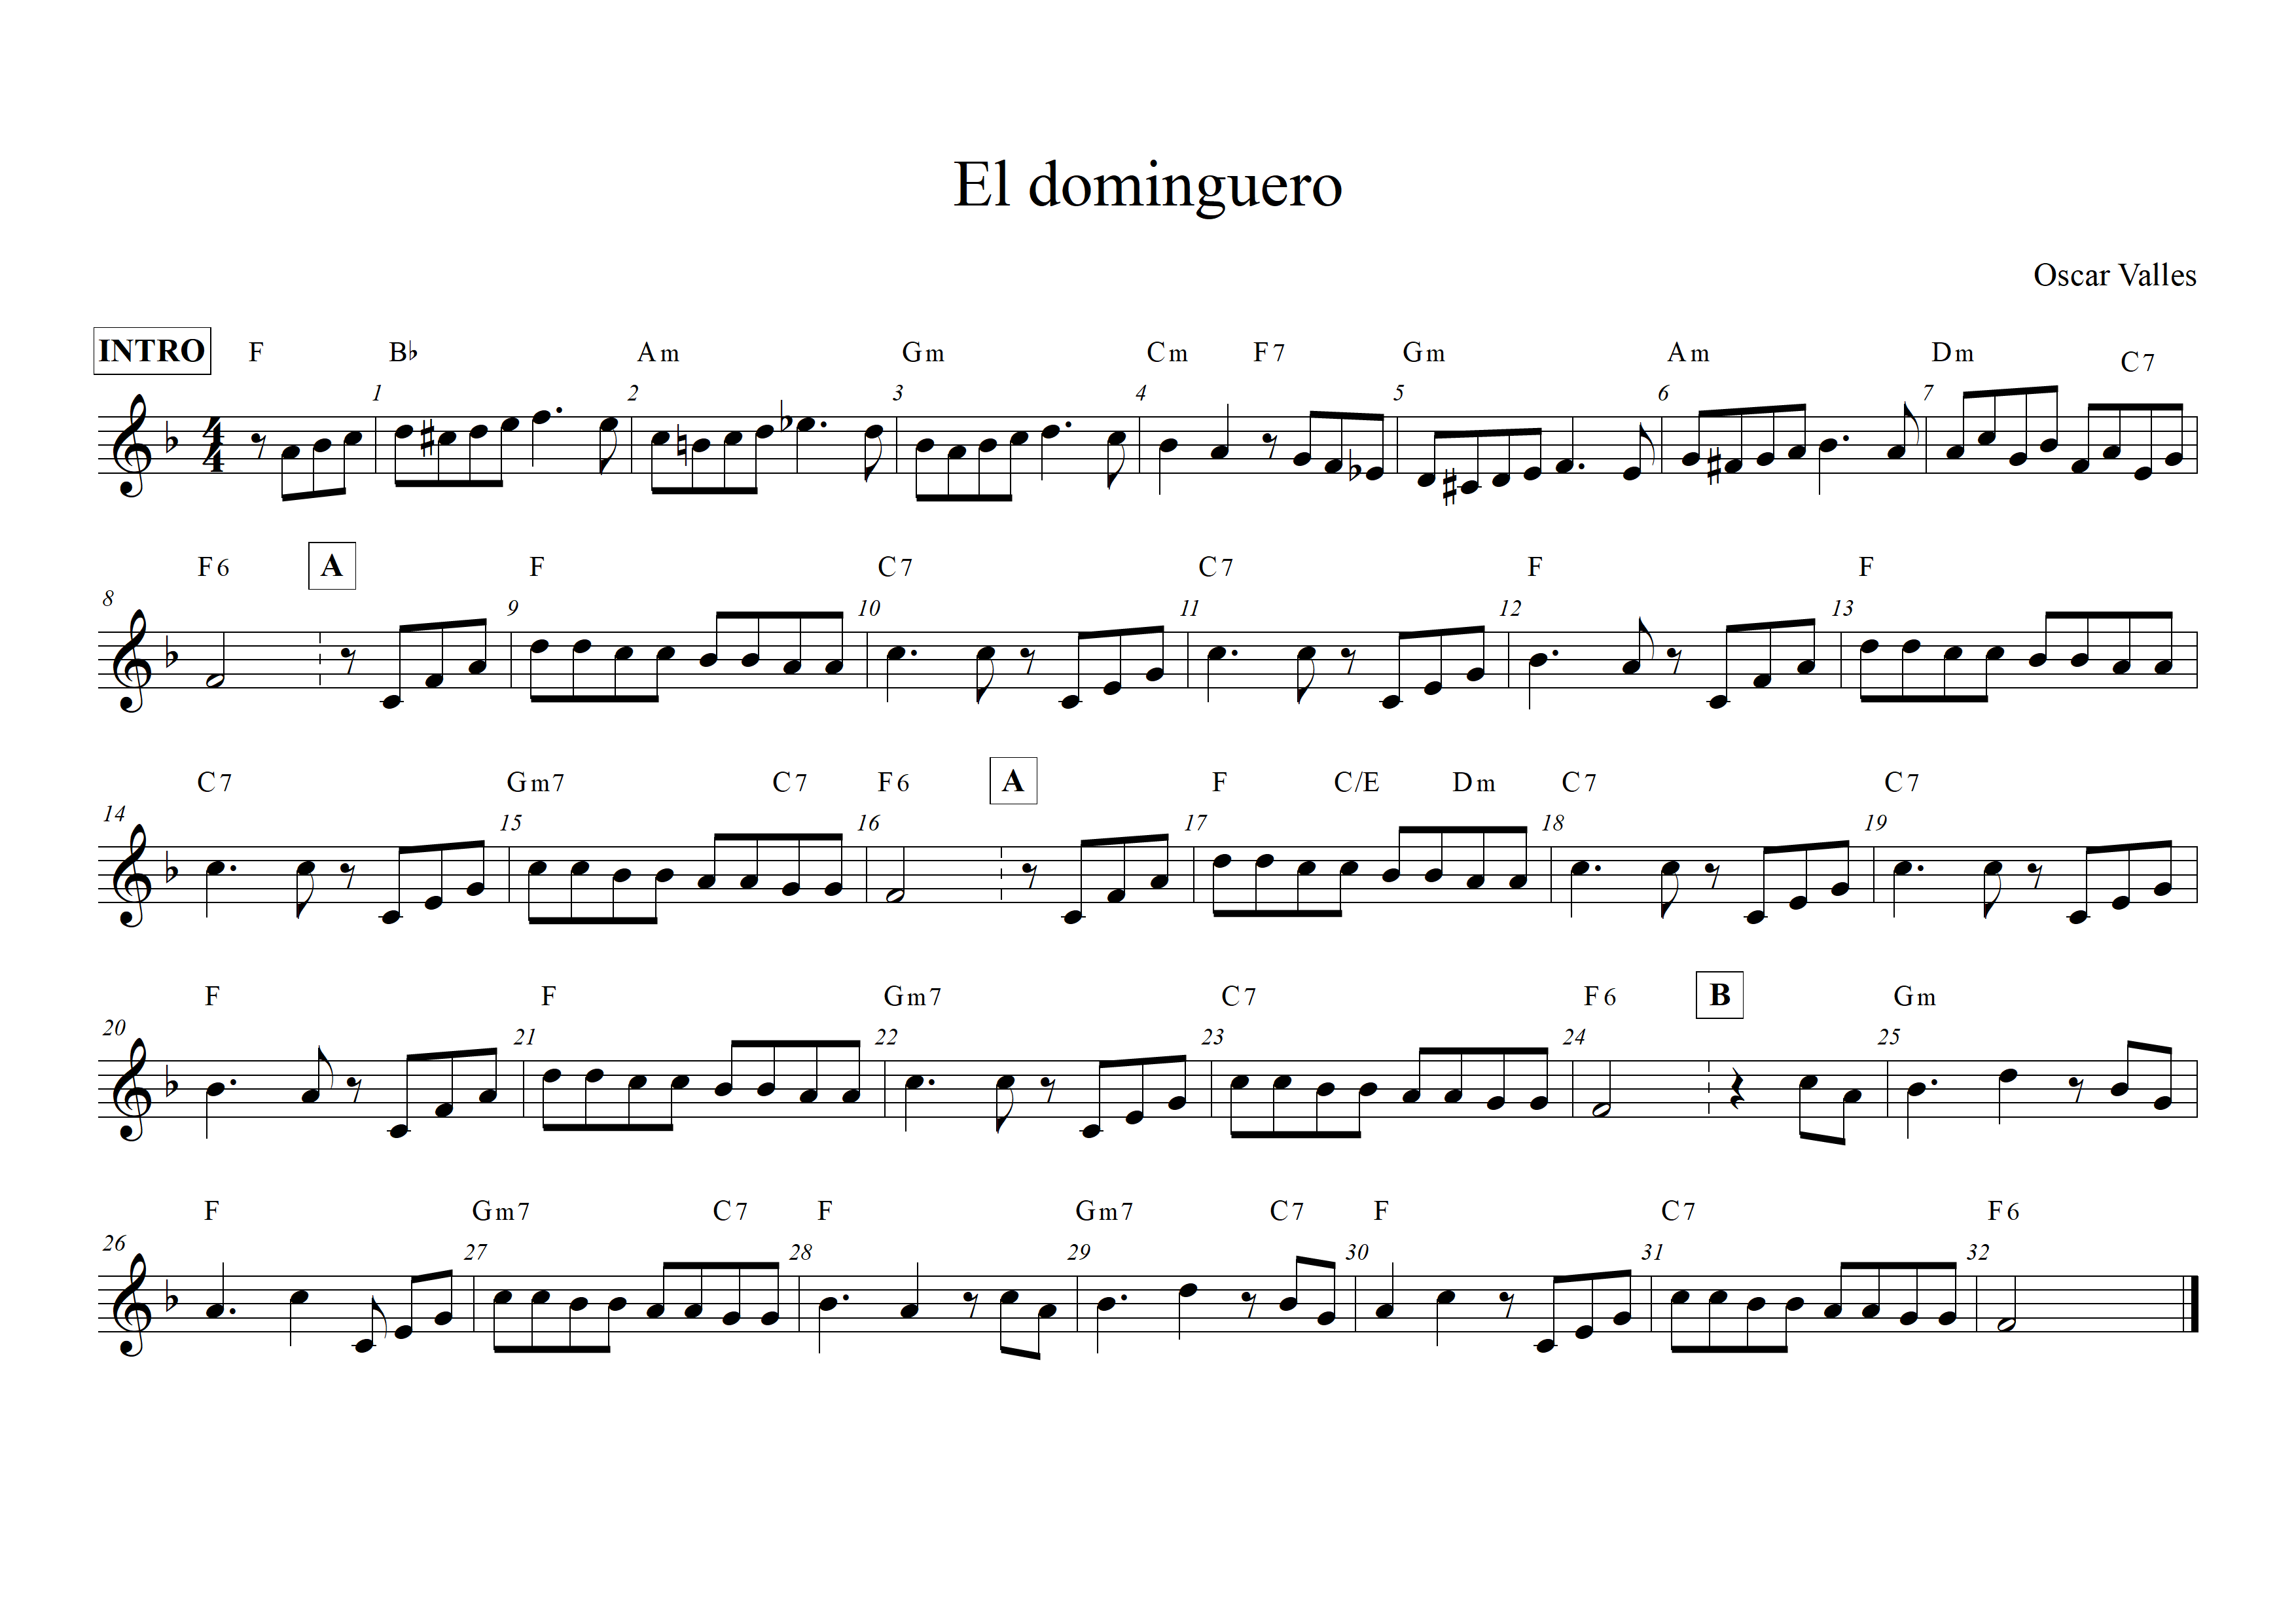 El dominguero
Oscar Valles
INTRO F B♭ Am Gm Cm F7 Gm Am Dm C7
1 2 3 4 5 6 7
F6 A F C7 C7 F F
8 9 10 11 12 13
C7 Gm7 C7 F6 A F C/E Dm C7 C7
14 15 16 17 18 19
F F Gm7 C7 F6 B Gm
20 21 22 23 24 25
F Gm7 C7 F Gm7 C7 F C7 F6
26 27 28 29 30 31 32